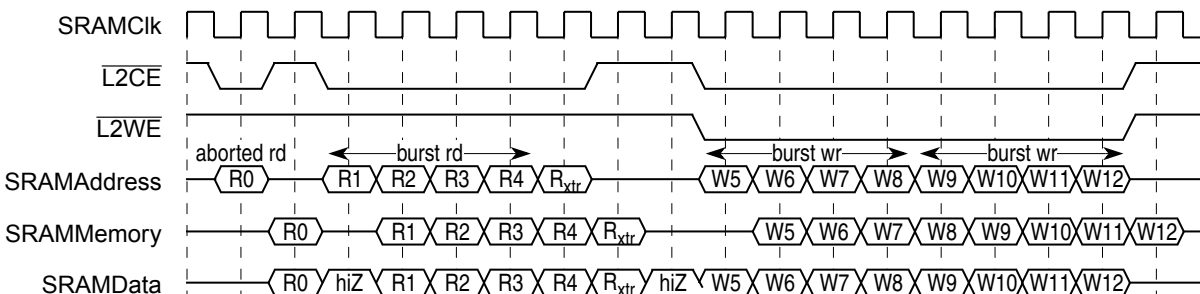 SRAMClk
L2CE
L2WE
aborted rd burst rd burst wr burst wr
SRAMAddress R0 R1 R2 R3 R4 Rxtr W5 W6 W7 W8 W9 W10 W11 W12
SRAMMemory R0 R1 R2 R3 R4 Rxtr W5 W6 W7 W8 W9 W10 W11 W12
SRAMData R0 hiZ R1 R2 R3 R4 Rxtr hiZ W5 W6 W7 W8 W9 W10 W11 W12